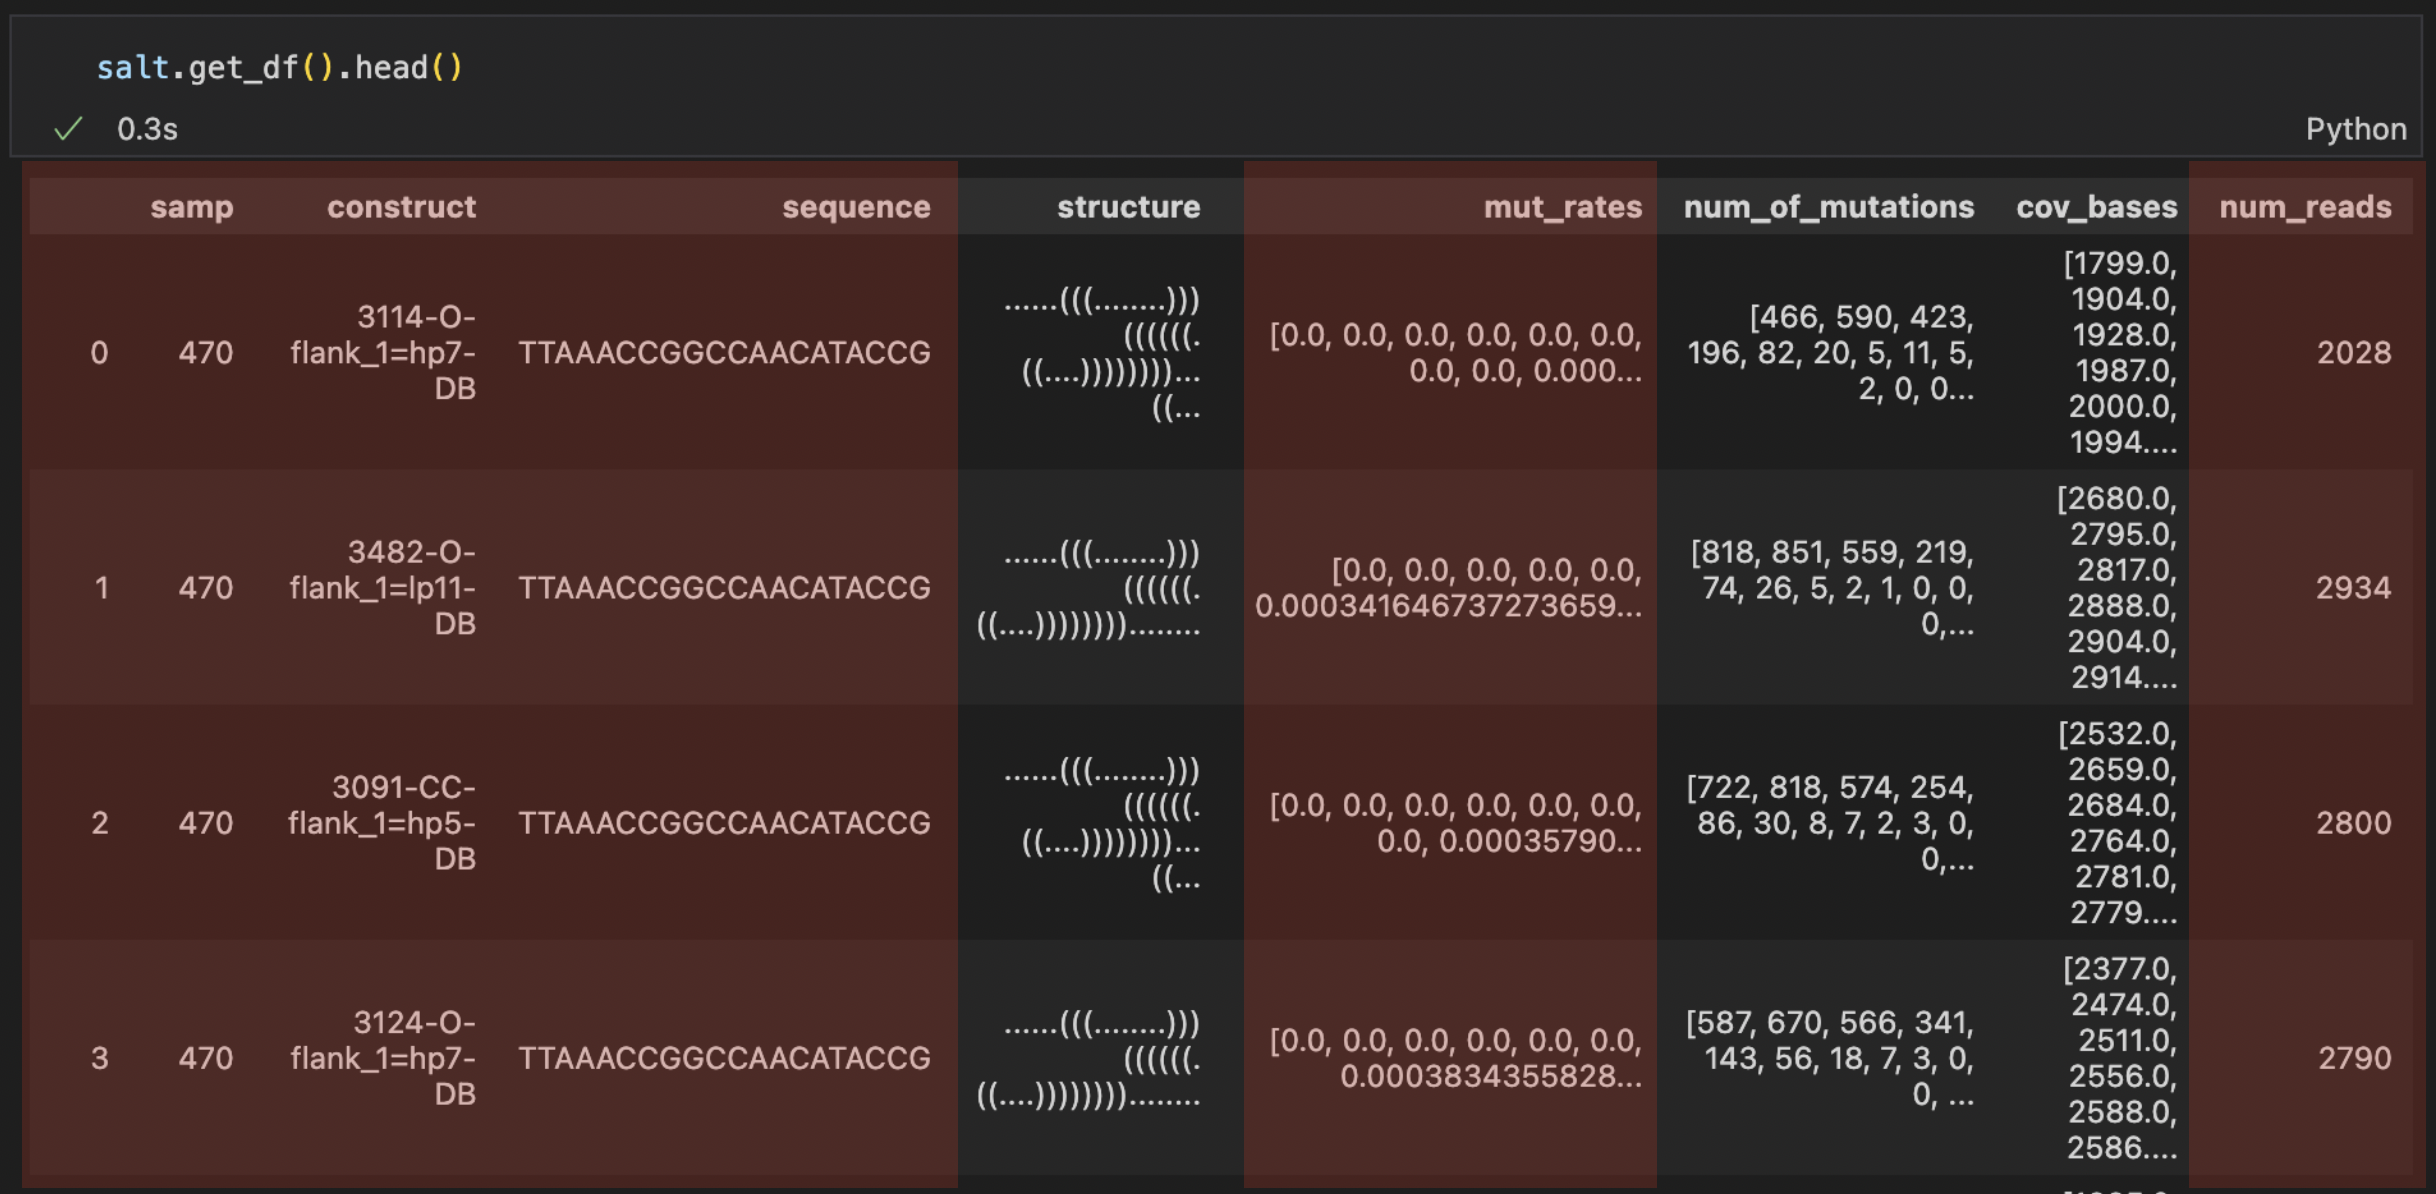 salt.get_df().head()
0.3s
Python
samp construct sequence structure mut_rates num_of_mutations cov_bases num_reads
0 470 3114-O-
flank_1=hp7-
DB
TTAAACCGGCCAACATACCG
......(((........)))
((((((.
((....))))))))...
((...
[0.0, 0.0, 0.0, 0.0, 0.0, 0.0,
0.0, 0.0, 0.000...
[466, 590, 423,
196, 82, 20, 5, 11, 5,
2, 0, 0...
[1799.0,
1904.0,
1928.0,
1987.0,
2000.0,
1994....
2028
1 470 3482-O-
flank_1=lp11-
DB
TTAAACCGGCCAACATACCG
......(((........)))
((((((.
((....))))))))........
[0.0, 0.0, 0.0, 0.0, 0.0,
0.000341646737273659...
[818, 851, 559, 219,
74, 26, 5, 2, 1, 0, 0,
0,...
[2680.0,
2795.0,
2817.0,
2888.0,
2904.0,
2914....
2934
2 470 3091-CC-
flank_1=hp5-
DB
TTAAACCGGCCAACATACCG
......(((........)))
((((((.
((....))))))))...
((...
[0.0, 0.0, 0.0, 0.0, 0.0, 0.0,
0.0, 0.00035790...
[722, 818, 574, 254,
86, 30, 8, 7, 2, 3, 0,
0,...
[2532.0,
2659.0,
2684.0,
2764.0,
2781.0,
2779....
2800
3 470 3124-O-
flank_1=hp7-
DB
TTAAACCGGCCAACATACCG
......(((........)))
((((((.
((....))))))))........
[0.0, 0.0, 0.0, 0.0, 0.0, 0.0,
0.0003834355828...
[587, 670, 566, 341,
143, 56, 18, 7, 3, 0,
0, ...
[2377.0,
2474.0,
2511.0,
2556.0,
2588.0,
2586....
2790